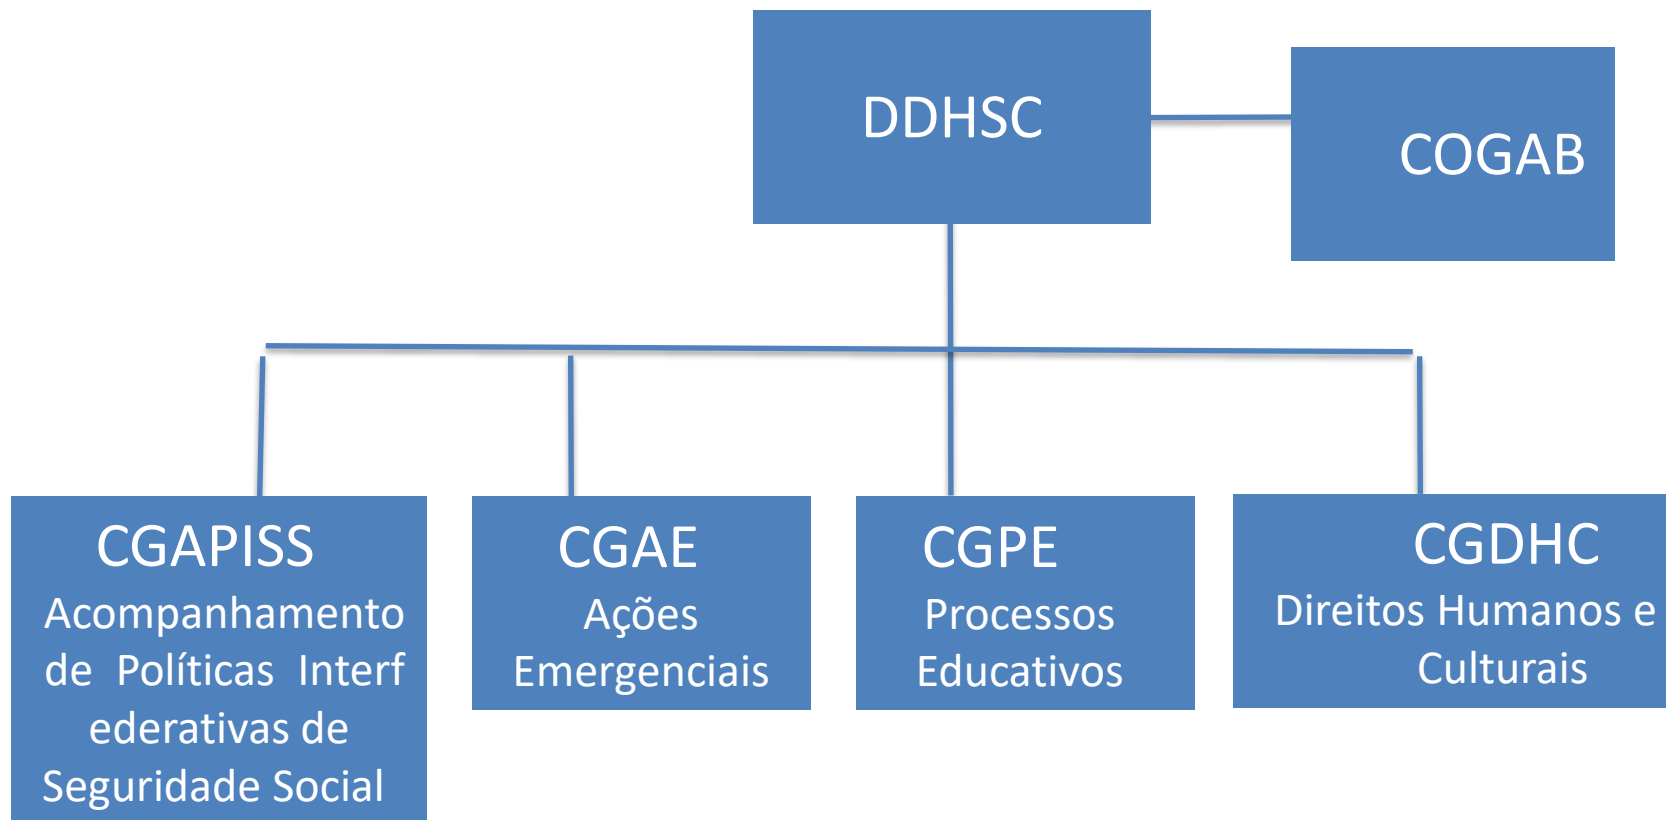 DDHSC
COGAB
CGAPISS
Acompanhamento
de Políticas Interf
ederativas de
Seguridade Social
CGAE
Ações
Emergenciais
CGPE
Processos
Educativos
CGDHC
Direitos Humanos e
Culturais